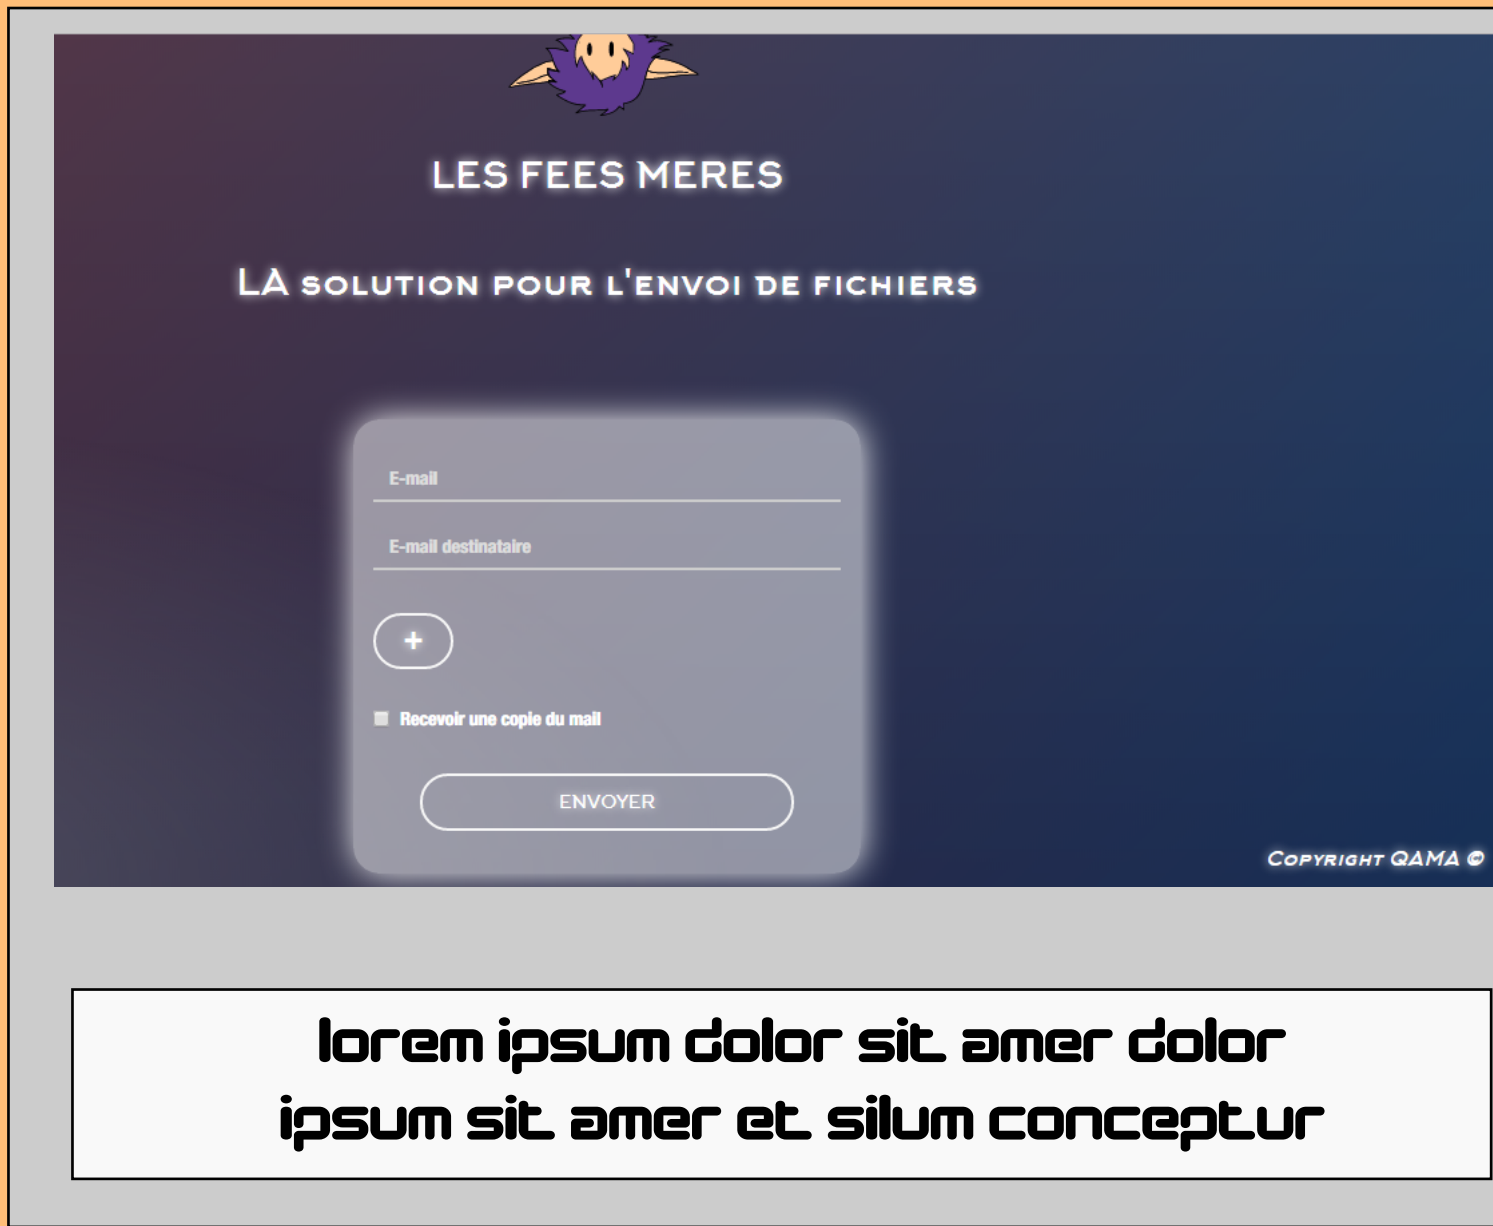 LES FEES MERES
LA SOLUTION POUR L'ENVOI DE FICHIERS
E-mail
E-mail destinataire
+
Recevoir une copie du mail
ENVOYER
COPYRIGHT QAMA ©
lorem ipsum dolor sit amer dolor
ipsum sit amer et silum conceptur